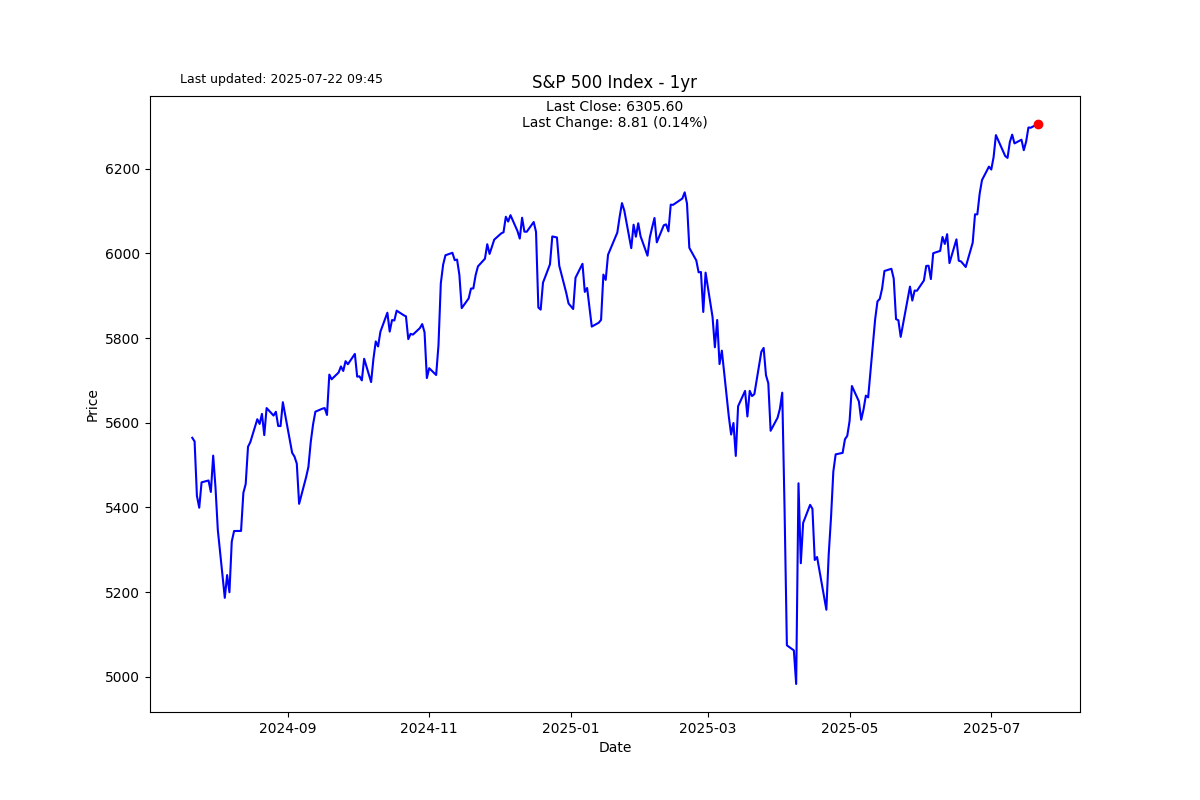 Last updated: 2025-07-22 09:45
S&P 500 Index - 1yr
Last Close: 6305.60
Last Change: 8.81 (0.14%)
Price
6200
6000
5800
5600
5400
5200
5000
2024-09
2024-11
2025-01
2025-03
2025-05
2025-07
Date